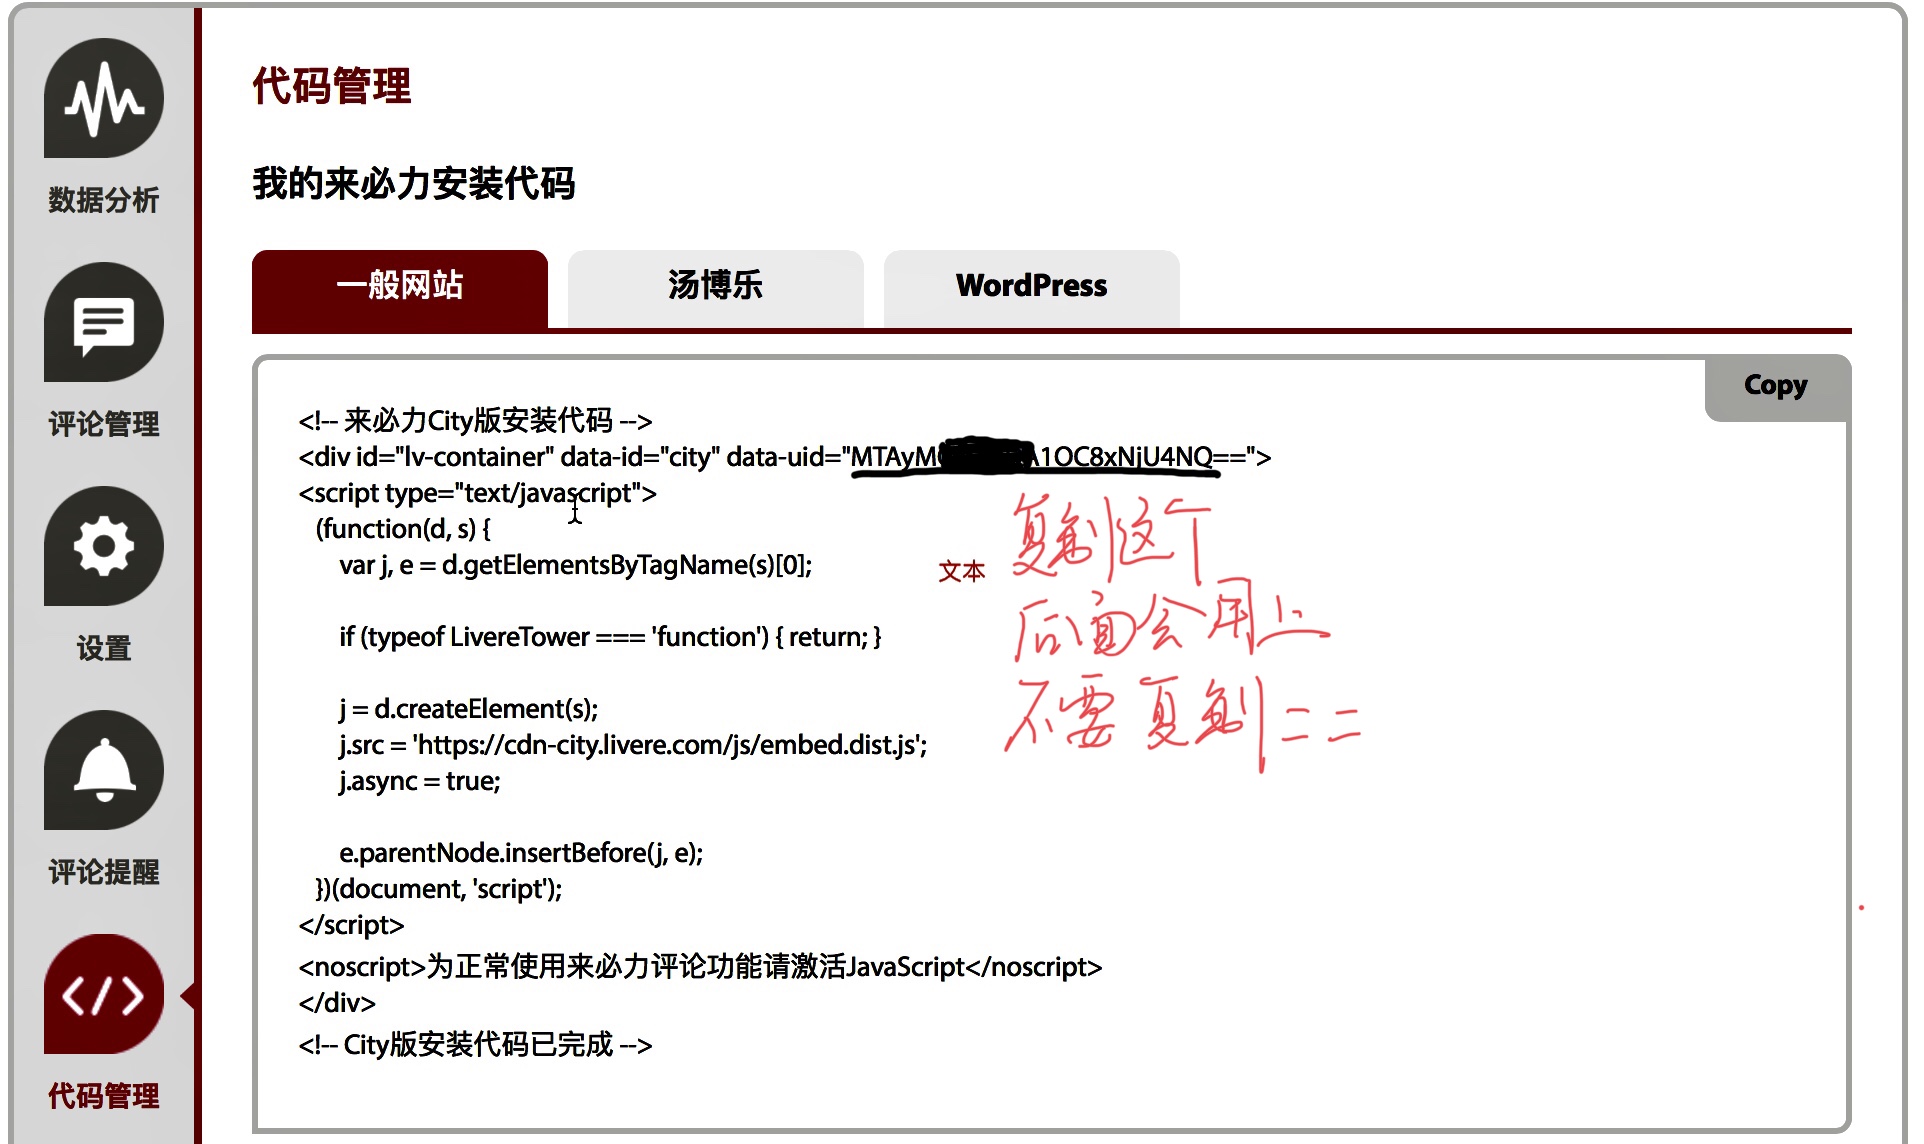 数据分析
评论管理
设置
评论提醒
代码管理
代码管理
我的来必力安装代码
一般网站
汤博乐
WordPress
Copy
<!-- 来必力City版安装代码 -->
<div id="lv-container" data-id="city" data-uid="MTAyM A1OC8xNjU4NQ==">
<script type="text/javascript">
(function(d, s) {
var j, e = d.getElementsByTagName(s)[0];
if (typeof LivereTower === 'function') { return; }
j = d.createElement(s);
j.src = 'https://cdn-city.livere.com/js/embed.dist.js';
j.async = true;
e.parentNode.insertBefore(j, e);
})(document, 'script');
</script>
<noscript>为正常使用来必力评论功能请激活JavaScript</noscript>
</div>
<!-- City版安装代码已完成 -->
文本
复制这个
后面会用上
不要复制==